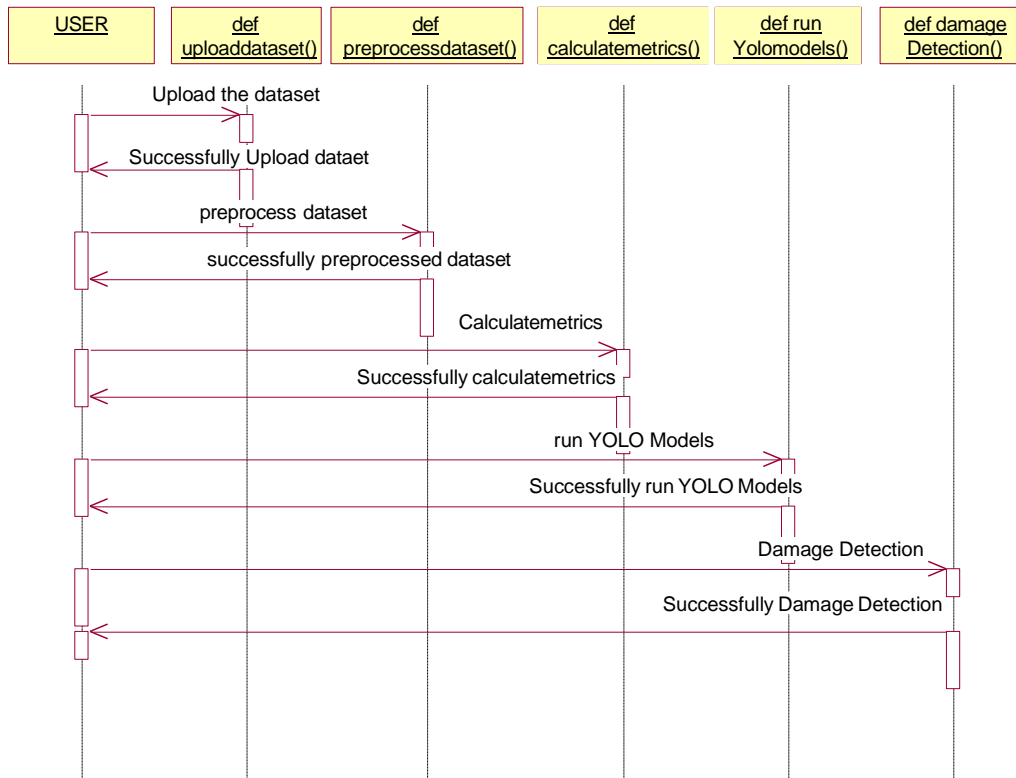 USER
def
uploaddataset()
def
preprocessdataset()
def
calculatemetrics()
def run
Yolomodels()
def damage
Detection()
Upload the dataset
Successfully Upload dataet
preprocess dataset
successfully preprocessed dataset
Calculatemetrics
Successfully calculatemetrics
run YOLO Models
Successfully run YOLO Models
Damage Detection
Successfully Damage Detection